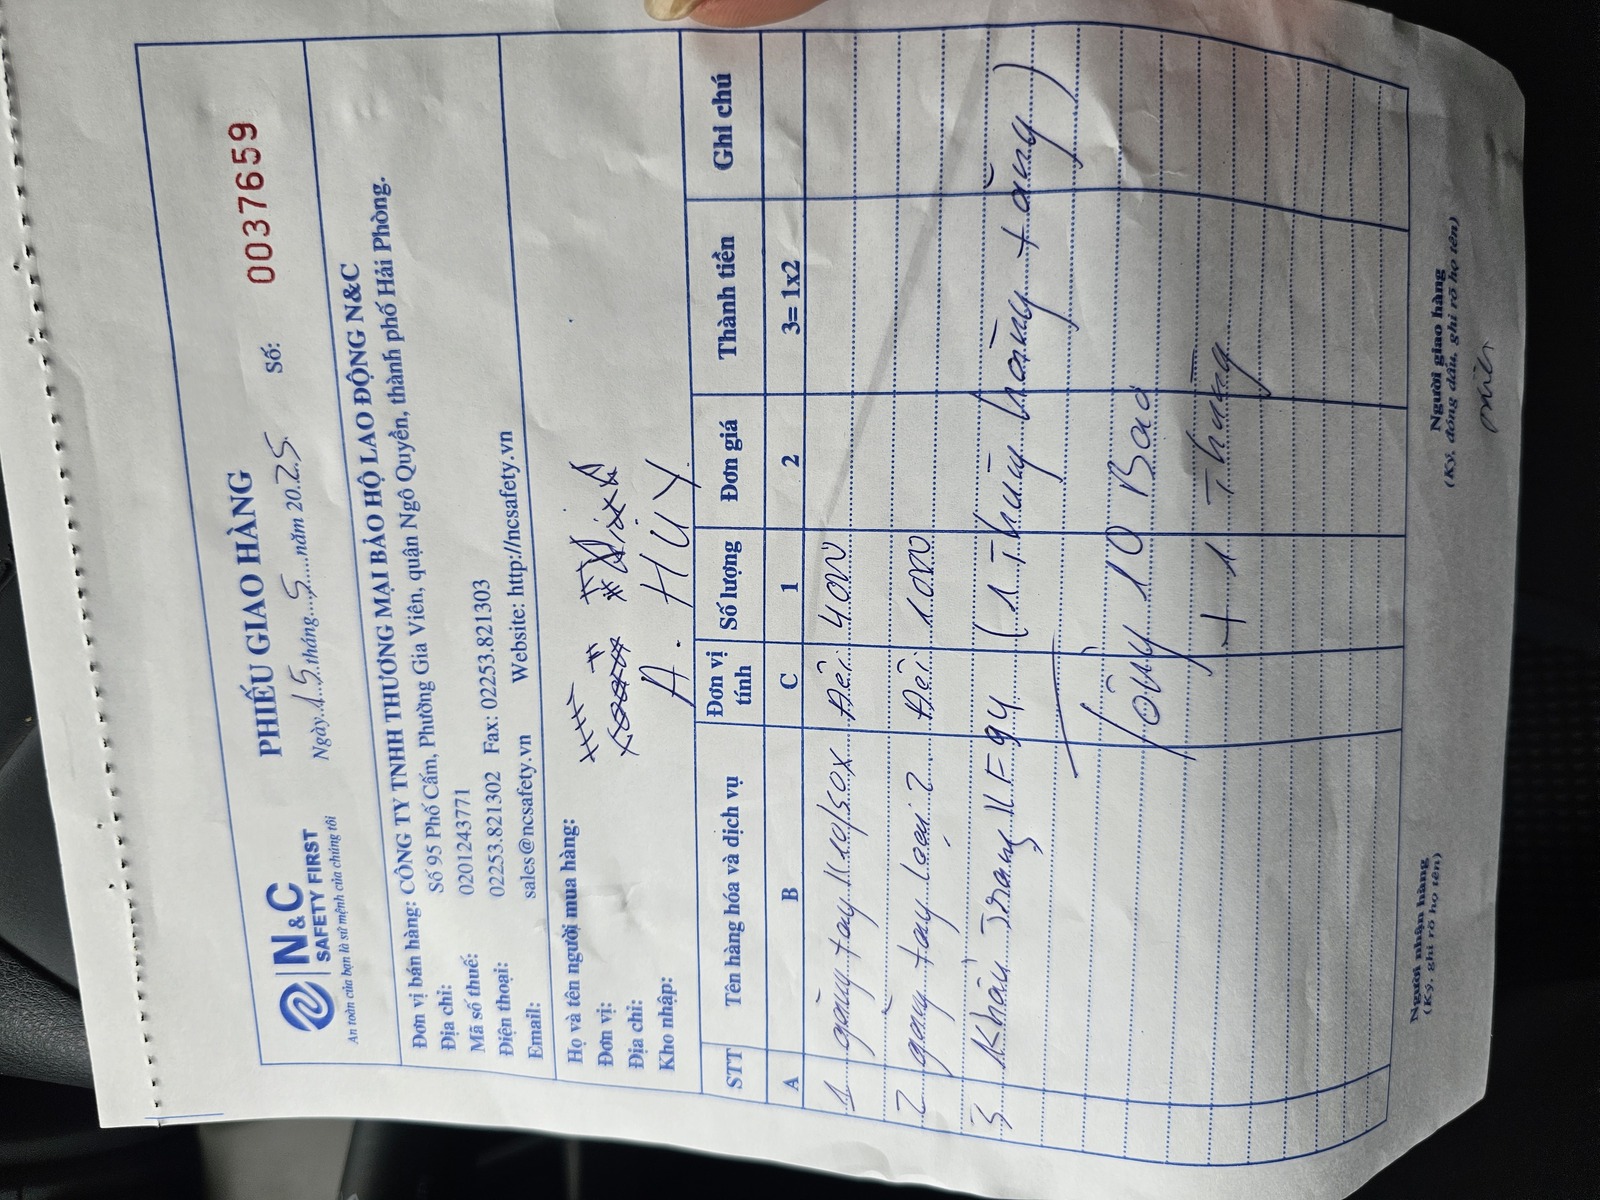 N&C
SAFETY FIRST
An toàn của bạn là sứ mệnh của chúng tôi
PHIẾU GIAO HÀNG
Ngày 15 tháng 5 năm 2025 Số: 0037659
Đơn vị bán hàng: CÔNG TY TNHH THƯƠNG MẠI BẢO HỘ LAO ĐỘNG N&C
Địa chỉ: Số 95 Phố Cấm, Phường Gia Viên, quận Ngô Quyền, thành phố Hải Phòng.
Mã số thuế: 0201243771
Điện thoại: 02253.821302 Fax: 02253.821303
Email: sales@ncsafety.vn Website: http://ncsafety.vn
Họ và tên người mua hàng:
Đơn vị:
Địa chỉ: A. HUY
Kho nhập:
STT Tên hàng hóa và dịch vụ Đơn vị tính Số lượng Đơn giá Thành tiền Ghi chú
A B C 1 2 3= 1x2
1 găng tay K10/50X Đôi 4000
2 găng tay loại 2 Đôi 1000
3 Khẩu trang KF94 (1 Thùng hàng + tặng)
Tổng 10 Bao
+ 1 Thùng
Người nhận hàng Người giao hàng
(Ký, ghi rõ họ tên) (Ký, đóng dấu, ghi rõ họ tên)